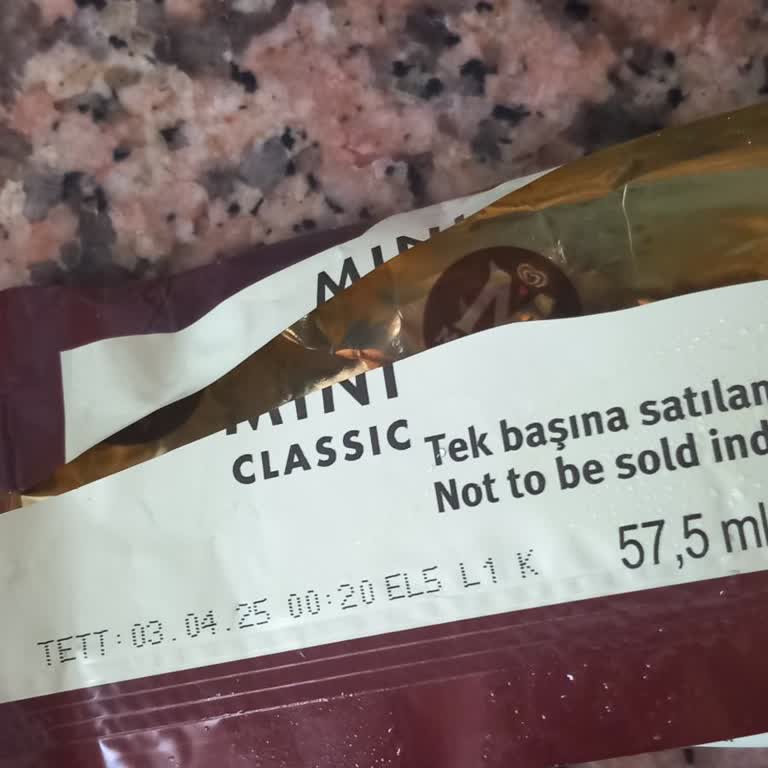 MINI
MINI
CLASSIC
Tek başına satılan
Not to be sold ind
57,5 ml
TETT:03.04.25 00:20 EL5 L1 K